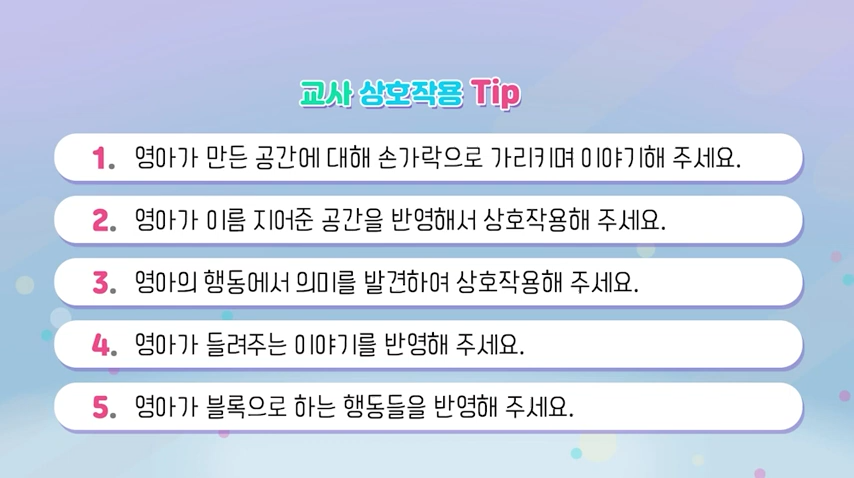 교사 상호작용 Tip
1. 영아가 만든 공간에 대해 손가락으로 가리키며 이야기해 주세요.
2. 영아가 이름 지어준 공간을 반영해서 상호작용해 주세요.
3. 영아의 행동에서 의미를 발견하여 상호작용해 주세요.
4. 영아가 들려주는 이야기를 반영해 주세요.
5. 영아가 블록으로 하는 행동들을 반영해 주세요.